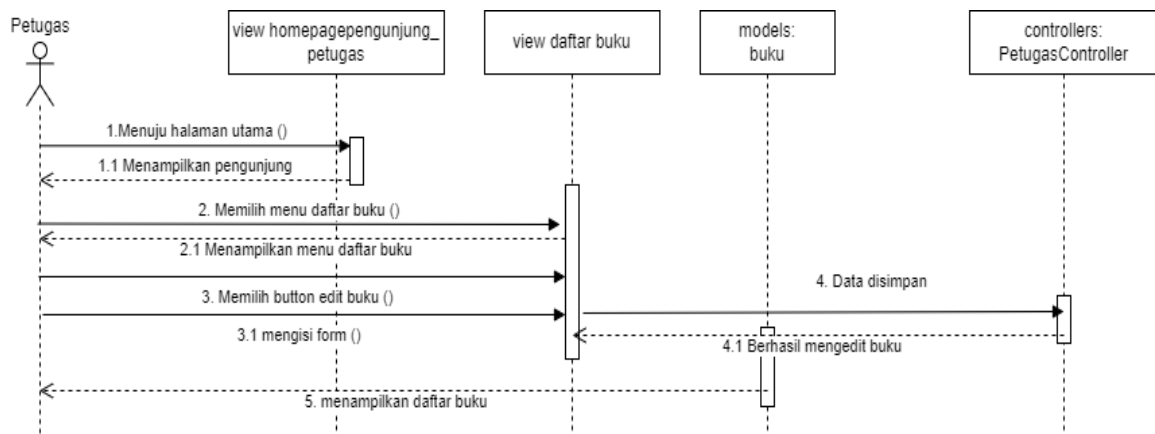 Petugas
view homepagepengunjung_
petugas
view daftar buku
models:
buku
controllers:
PetugasController
1.Menuju halaman utama ()
1.1 Menampilkan pengunjung
2. Memilih menu daftar buku ()
2.1 Menampilkan menu daftar buku
3. Memilih button edit buku ()
4. Data disimpan
3.1 mengisi form ()
4.1 Berhasil mengedit buku
5. menampilkan daftar buku